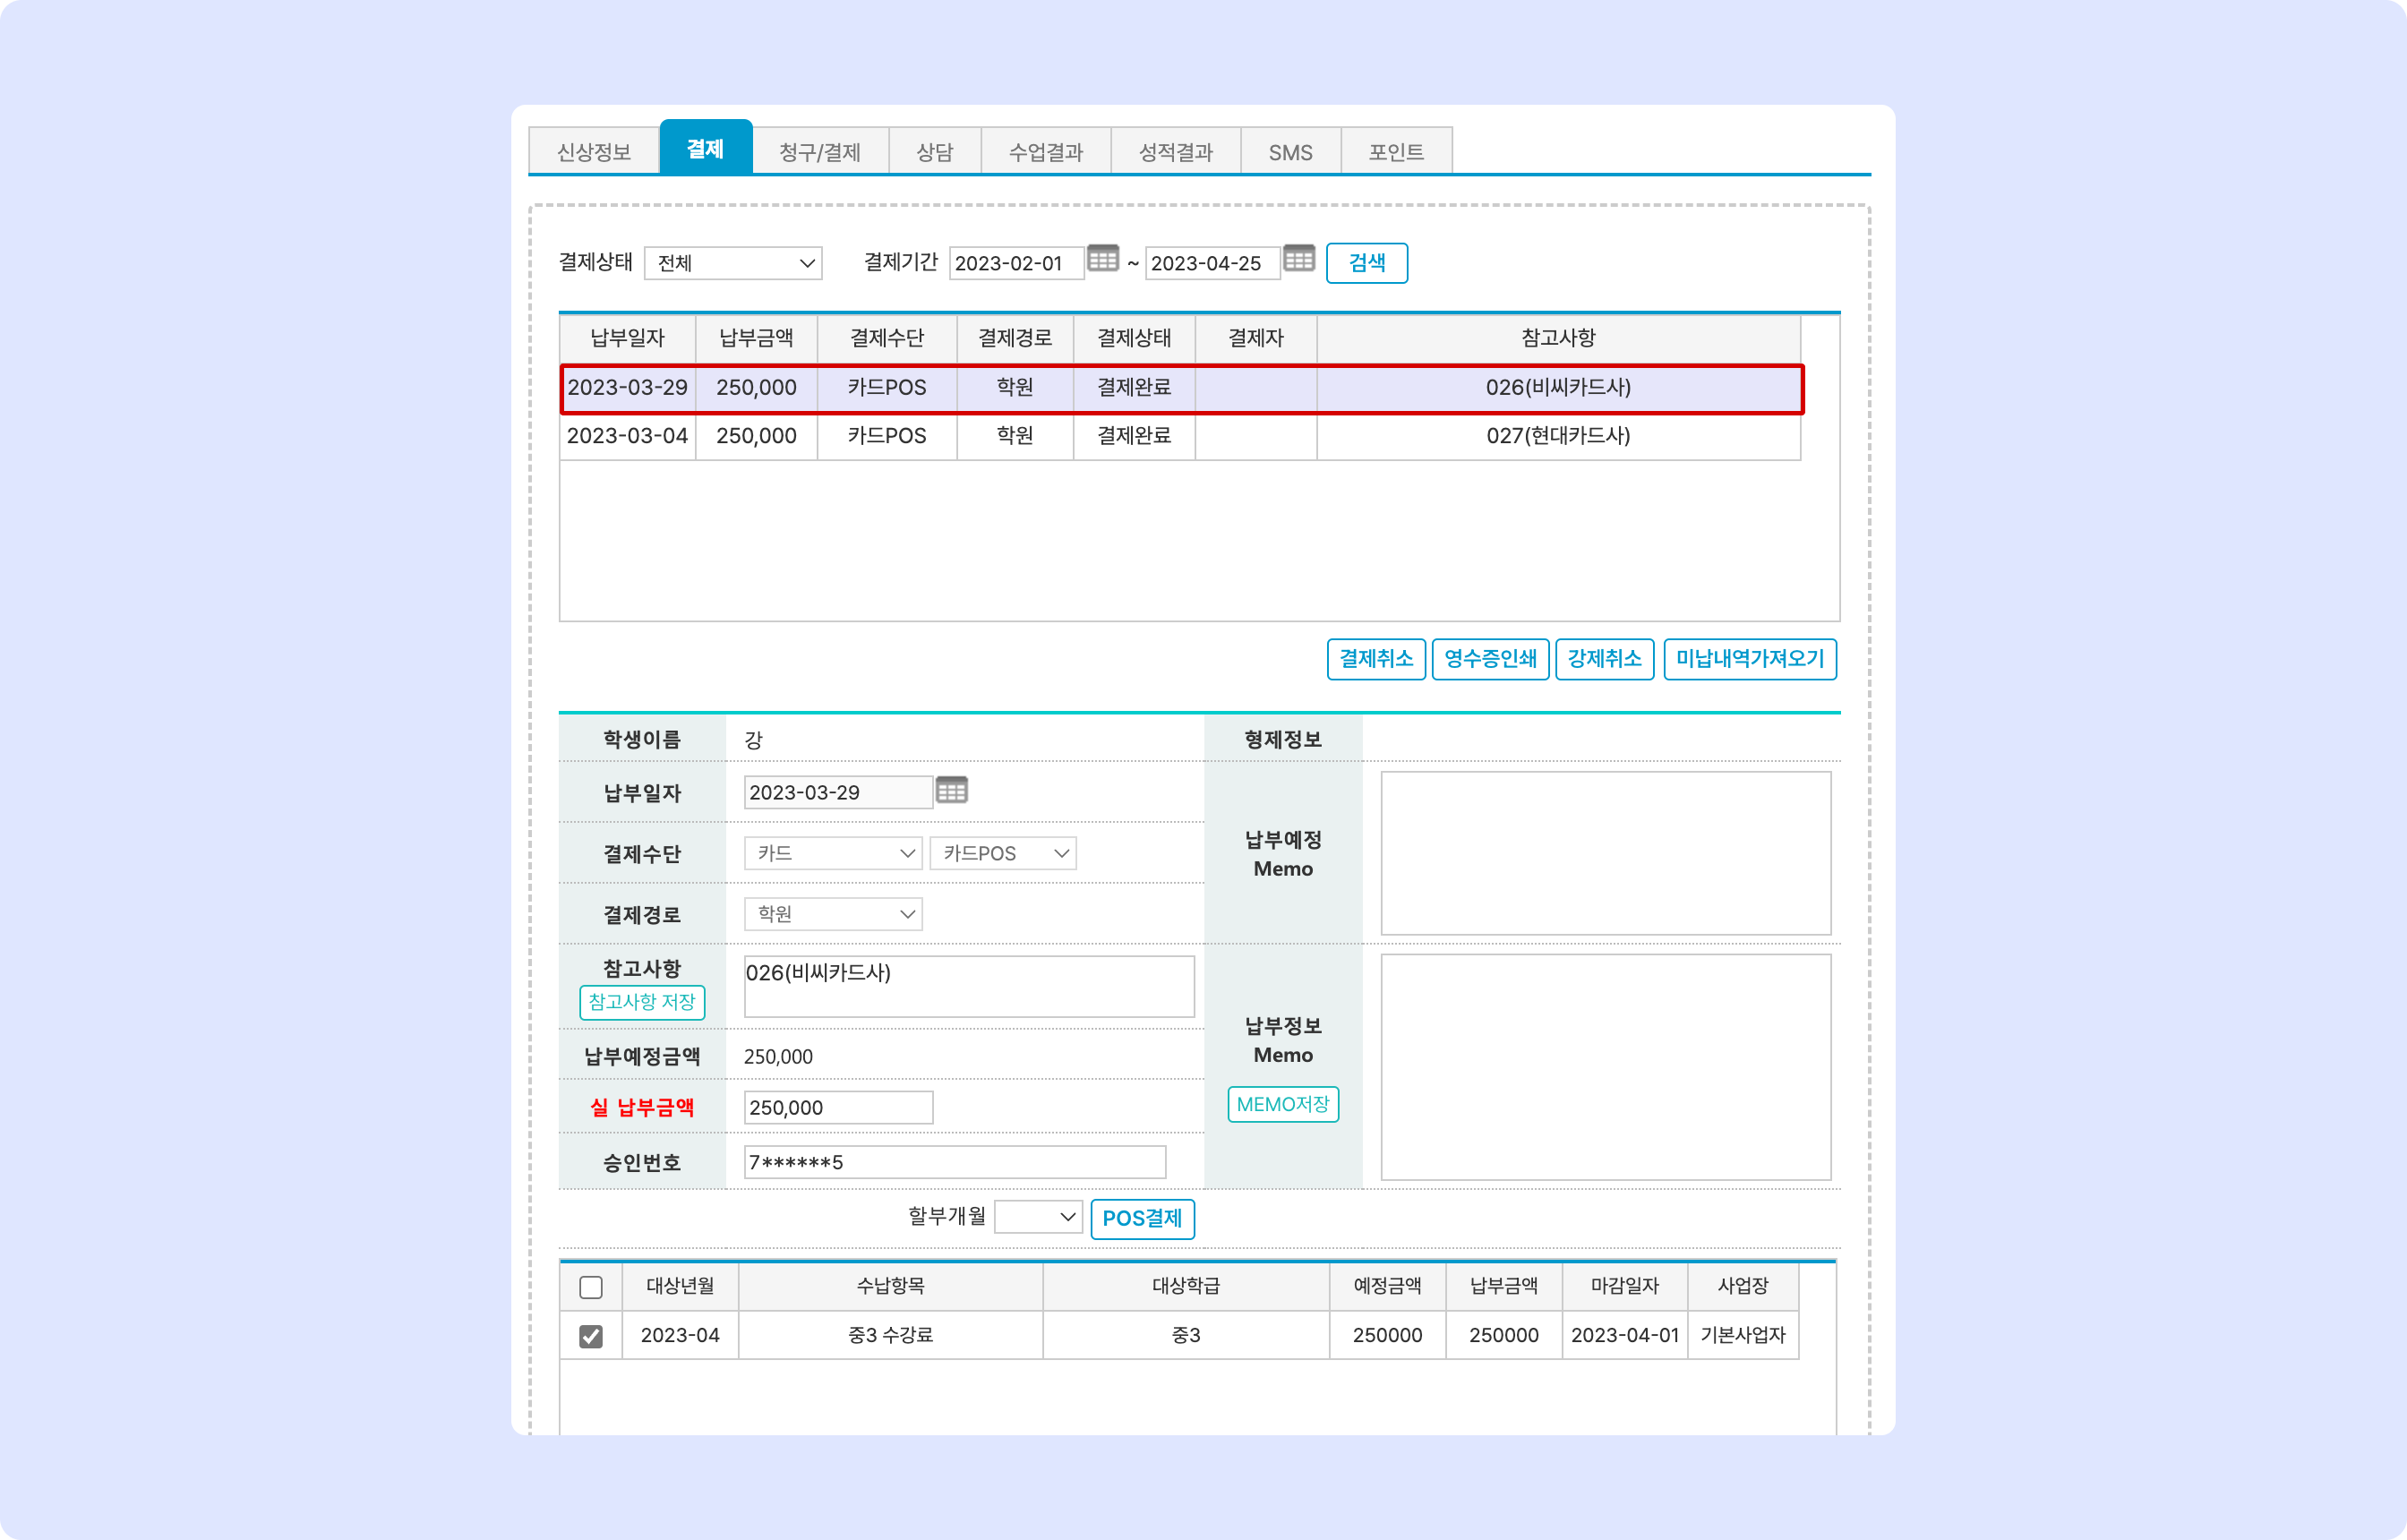 신상정보 결제 청구/결제 상담 수업결과 성적결과 SMS 포인트
결제상태 전체 결제기간 2023-02-01 ~ 2023-04-25 검색
납부일자 납부금액 결제수단 결제경로 결제상태 결제자 참고사항
2023-03-29 250,000 카드POS 학원 결제완료 026(비씨카드사)
2023-03-04 250,000 카드POS 학원 결제완료 027(현대카드사)
결제취소 영수증인쇄 강제취소 미납내역가져오기
학생이름 강 형제정보
납부일자 2023-03-29
결제수단 카드 카드POS
납부예정
Memo
결제경로 학원
참고사항 026(비씨카드사)
참고사항 저장
납부정보
Memo
납부예정금액 250,000
실 납부금액 250,000
MEMO저장
승인번호 7******5
할부개월 POS결제
대상년월 수납항목 대상학급 예정금액 납부금액 마감일자 사업장
2023-04 중3 수강료 중3 250000 250000 2023-04-01 기본사업자